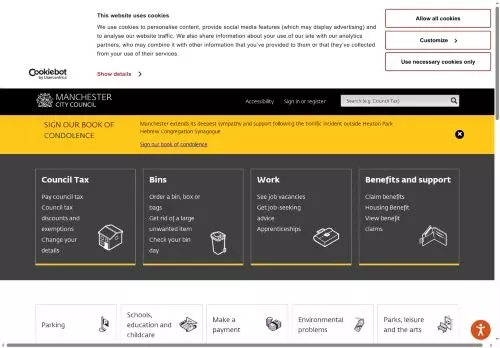 This website uses cookies
We use cookies to personalise content, provide social media features (which may display advertising) and
to analyse our website traffic. We also share information about your use of our site with our analytics
partners, who may combine it with other information that you've provided to them or that they've collected
from your use of their services.
Show details
Allow all cookies
Customize
Use necessary cookies only
Cookiebot
by Usercentrics
MANCHESTER
CITY COUNCIL
Accessibility
Sign in or register
Search (e.g. Council Tax)
SIGN OUR BOOK OF
CONDOLENCE
Manchester extends its deepest sympathy and support following the horrific incident outside Heaton Park
Hebrew Congregation Synagogue
Sign our book of condolence
Council Tax
Pay council tax
Council tax
discounts and
exemptions
Change your
details
Bins
Order a bin, box or
bags
Get rid of a large
unwanted item
Check your bin
day
Work
See job vacancies
Get job-seeking
advice
Apprenticeships
Benefits and support
Claim benefits
Housing Benefit
View benefit
claims
Parking
Schools,
education and
childcare
Make a
payment
Environmental
problems
Parks, leisure
and the arts